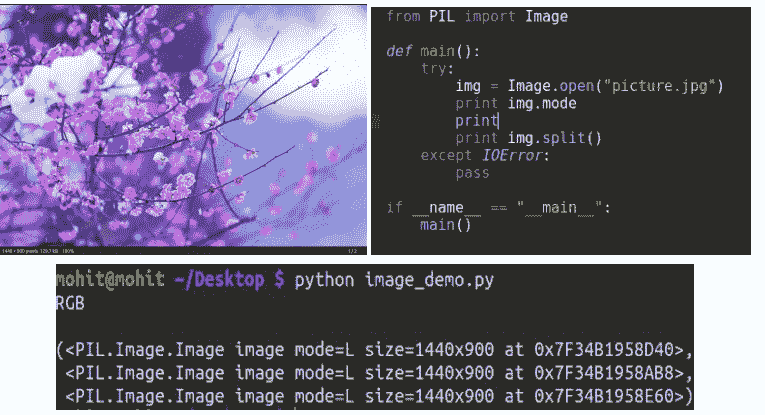 1440 × 900 pixels 129.7 kB 100%
1 / 2
from PIL import Image
def main():
try:
img = Image.open("picture.jpg")
print img.mode
print
print img.split()
except IOError:
pass
if __name__ == "__main__":
main()
mohit@mohit ~/Desktop $ python image_demo.py
RGB
(<PIL.Image.Image image mode=L size=1440x900 at 0x7F34B1958D40>,
<PIL.Image.Image image mode=L size=1440x900 at 0x7F34B1958AB8>,
<PIL.Image.Image image mode=L size=1440x900 at 0x7F34B1958E60>)